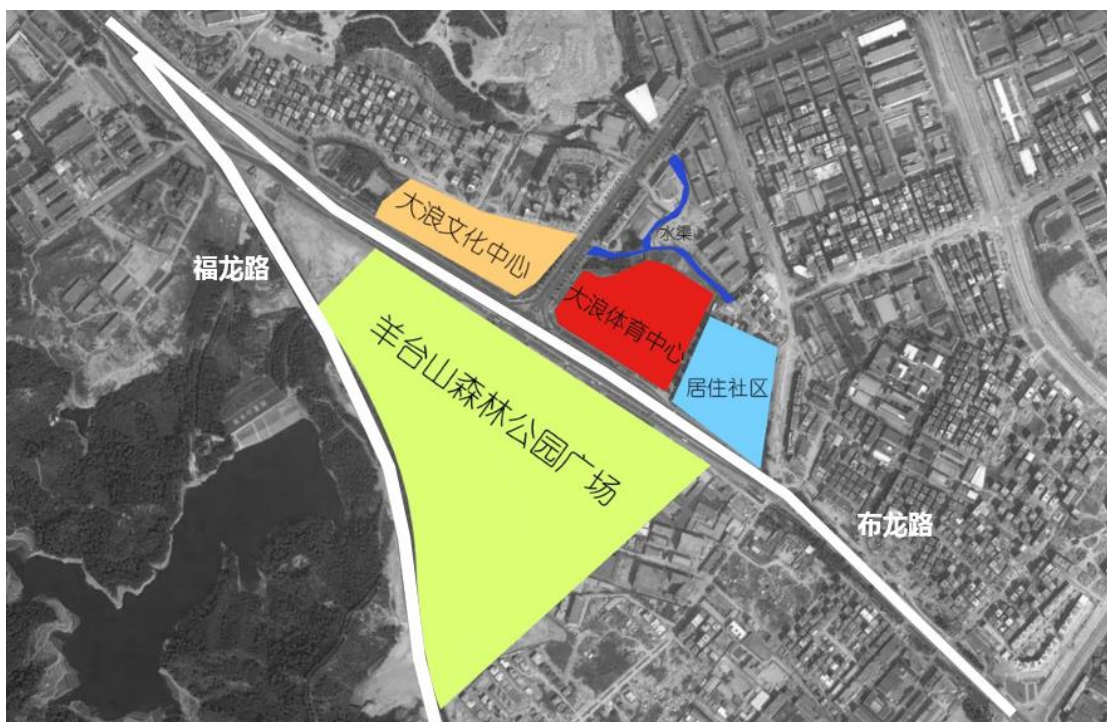 大浪文化中心
水渠
福龙路
大浪体育中心
羊台山森林公园广场
居住社区
布龙路